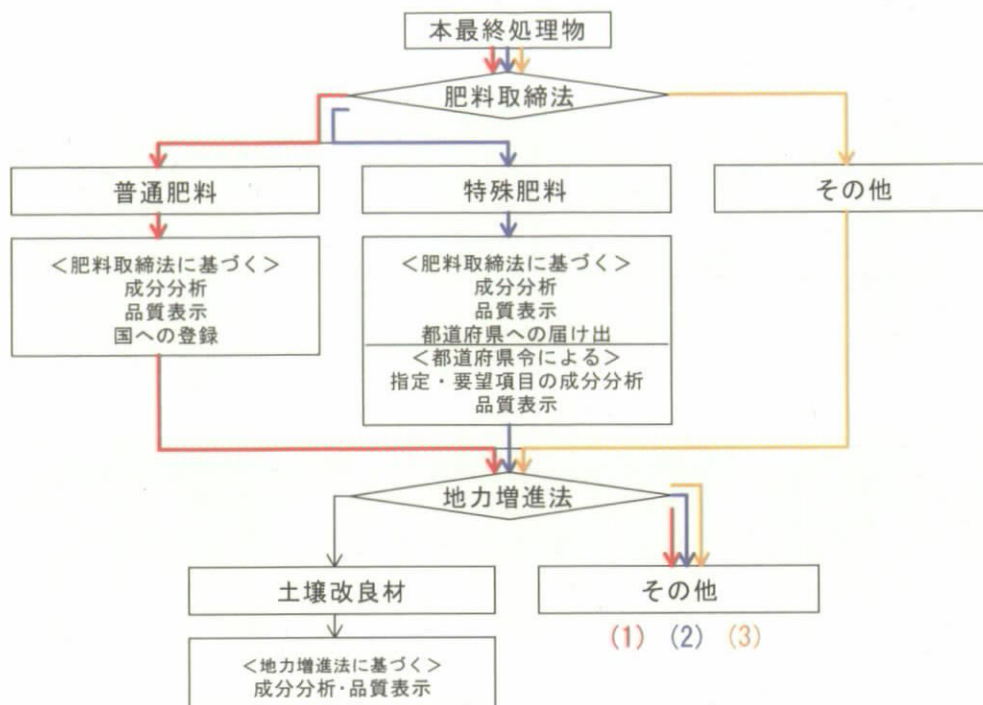 本最終処理物
肥料取締法
普通肥料
特殊肥料
その他
＜肥料取締法に基づく＞
成分分析
品質表示
国への登録
＜肥料取締法に基づく＞
成分分析
品質表示
都道府県への届け出
＜都道府県令による＞
指定・要望項目の成分分析
品質表示
地力増進法
土壌改良材
その他
(1) (2) (3)
＜地力増進法に基づく＞
成分分析･品質表示